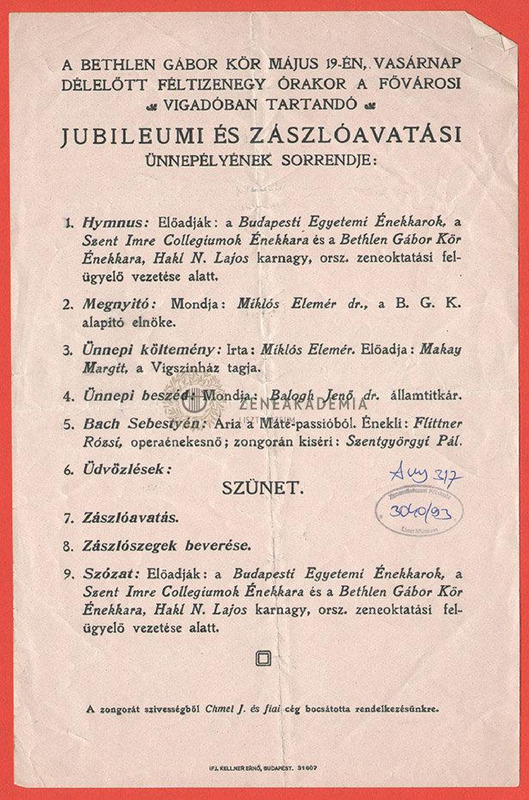 A BETHLEN GÁBOR KÖR MÁJUS 19-ÉN, VASÁRNAP
DÉLELŐTT FÉLTIZENEGY ÓRAKOR A FŐVÁROSI
VIGADÓBAN TARTANDÓ
JUBILEUMI ÉS ZÁSZLÓAVATÁSI
ÜNNEPÉLYÉNEK SORRENDJE:
1. Hymnus: Előadják: a Budapesti Egyetemi Énekkarok, a
Szent Imre Collegiumok Énekkara és a Bethlen Gábor Kör
Énekkara, Hakl N. Lajos karnagy, orsz. zeneoktatási fel-
ügyelő vezetése alatt.
2. Megnyitó: Mondja: Miklós Elemér dr., a B. G. K.
alapitó elnöke.
3. Ünnepi költemény: Irta: Miklós Elemér. Előadja: Makay
Margit, a Vigszinház tagja.
4. Ünnepi beszéd: Mondja: Balogh Jenő dr. államtitkár.
ZENEAKADÉMIA
5. Bach Sebestyén: Ária a Máté-passióból. Énekli: Flittner
Rózsi, operaénekesnő; zongorán kiséri: Szentgyörgyi Pál.
6. Üdvözlések:
SZÜNET.
Any 317
3040/93
7. Zászlóavatás.
8. Zászlószegek beverése.
9. Szózat: Előadják: a Budapesti Egyetemi Énekkarok, a
Szent Imre Collegiumok Énekkara és a Bethlen Gábor Kör
Énekkara, Hakl N. Lajos karnagy, orsz. zeneoktatási fel-
ügyelő vezetése alatt.
A zongorát szivességből Chmel J. és fiai cég bocsátotta rendelkezésünkre.
IFJ. KELLNER ERNŐ, BUDAPEST. 31607